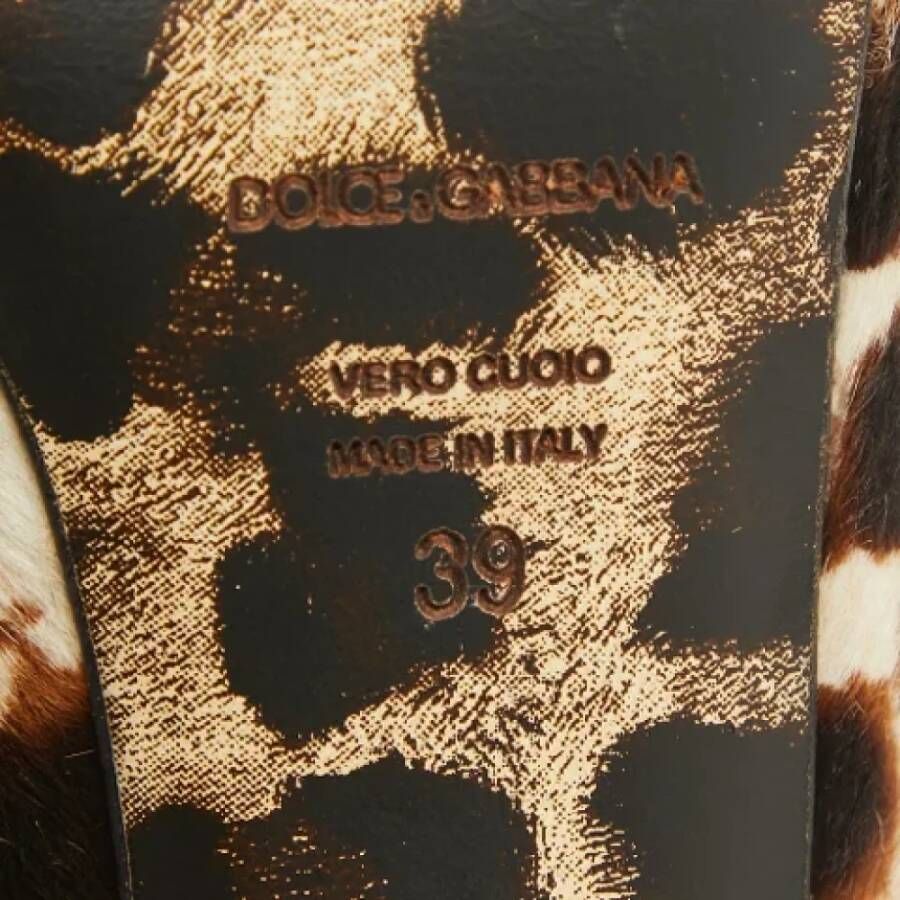 DOLCE & GABBANA
VERO CUOIO
MADE IN ITALY
39